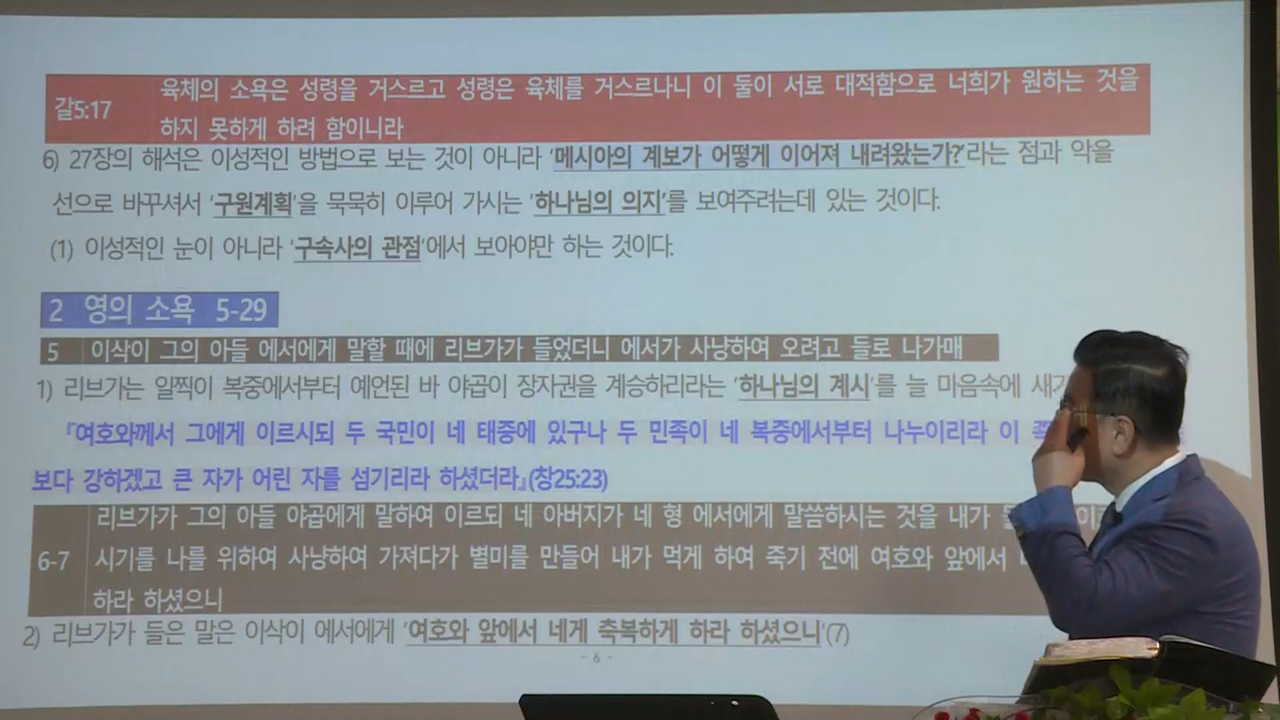 갈5:17 육체의 소욕은 성령을 거스르고 성령은 육체를 거스르나니 이 둘이 서로 대적함으로 너희가 원하는 것을
하지 못하게 하려 함이니라
6) 27장의 해석은 이성적인 방법으로 보는 것이 아니라 '메시아의 계보가 어떻게 이어져 내려왔는가?'라는 점과 악을
선으로 바꾸셔서 '구원계획'을 묵묵히 이루어 가시는 '하나님의 의지'를 보여주려는데 있는 것이다.
(1) 이성적인 눈이 아니라 '구속사의 관점'에서 보아야만 하는 것이다.
2 영의 소욕 5-29
5 이삭이 그의 아들 에서에게 말할 때에 리브가가 들었더니 에서가 사냥하여 오려고 들로 나가매
1) 리브가는 일찍이 복중에서부터 예언된 바 야곱이 장자권을 계승하리라는 '하나님의 계시'를 늘 마음속에
『여호와께서 그에게 이르시되 두 국민이 네 태중에 있구나 두 민족이 네 복중에서부터 나누이리라 이
보다 강하겠고 큰 자가 어린 자를 섬기리라 하셨더라』(창25:23)
리브가가 그의 아들 야곱에게 말하여 이르되 네 아버지가 네 형 에서에게 말씀하시는 것을 내가
6-7 시기를 나를 위하여 사냥하여 가져다가 별미를 만들어 내가 먹게 하여 죽기 전에 여호와 앞에서
하라 하셨으니
2) 리브가가 들은 말은 이삭이 에서에게 '여호와 앞에서 네게 축복하게 하라 하셨으니'(7)
- 6 -